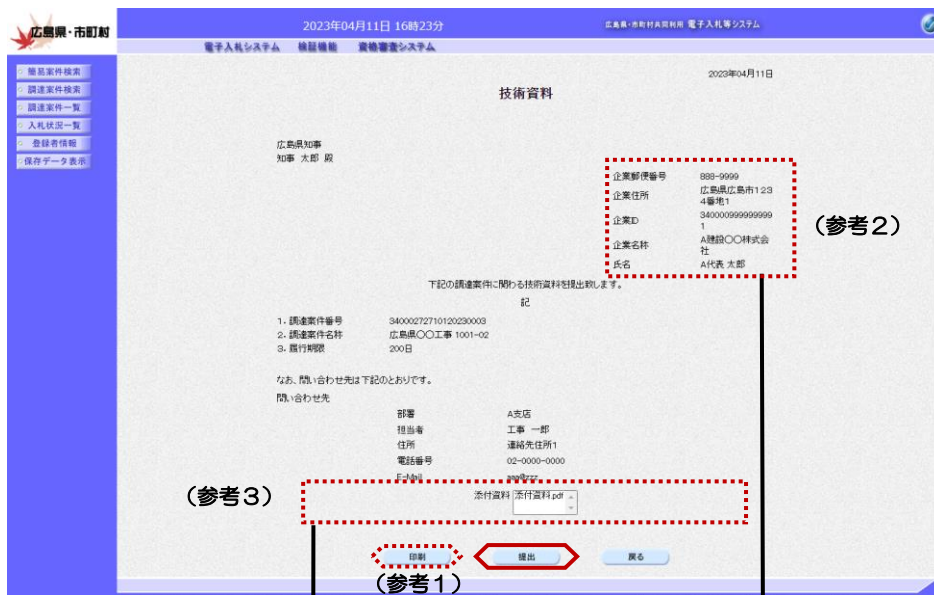 広島県・市町村
2023年04月11日 16時23分
広島県・市町村共同利用 電子入札等システム
電子入札システム 検証機能 資格審査システム
簡易案件検索
調達案件検索
調達案件一覧
入札状況一覧
登録者情報
保存データ表示
2023年04月11日
技術資料
広島県知事
知事 太郎 殿
企業郵便番号 888-9999
企業住所 広島県広島市123
4番地1
企業ID 340000999999999
1
企業名称 A建設〇〇株式会
社
氏名 A代表 太郎
(参考2)
下記の調達案件に関わる技術資料を提出致します。
記
1. 調達案件番号 34000272710120230003
2. 調達案件名称 広島県〇〇工事 1001-02
3. 履行期限 200日
なお、問い合わせ先は下記のとおりです。
問い合わせ先
部署 A支店
担当者 工事 一郎
住所 連絡先住所1
電話番号 02-0000-0000
E-Mail aaa@zzz
(参考3)
添付資料 添付資料.pdf
印刷 提出 戻る
(参考1)